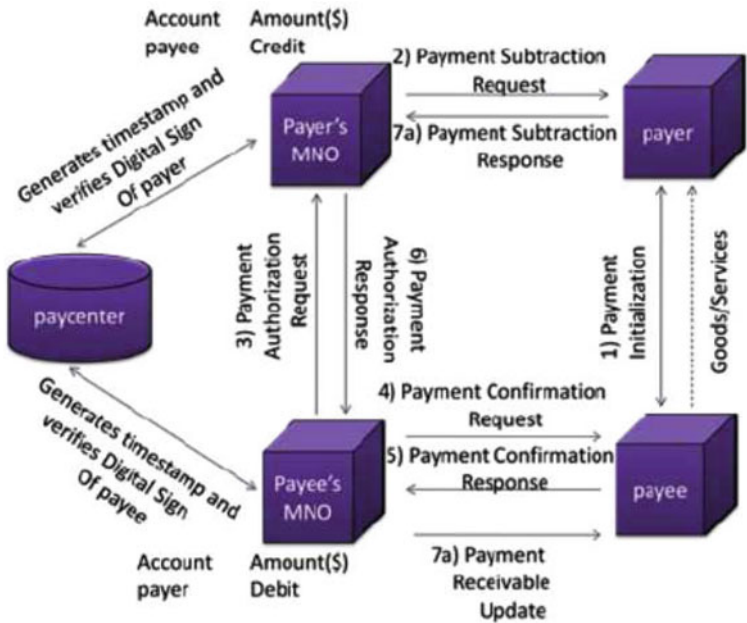 Account Amount($)
payee Credit
2) Payment Subtraction
Request
Generates timestamp and
verifies Digital Sign
Of payer
Payer's
MNO
7a) Payment Subtraction
Response
payer
paycenter
3) Payment
Authorization
Request
6) Payment
Authorization
Response
1) Payment
Initialization
Goods/Services
Generates timestamp and
verifies Digital Sign
Of payee
4) Payment Confirmation
Request
Payee's
MNO
5) Payment Confirmation
Response
payee
Account Amount($)
payer Debit
7a) Payment
Receivable
Update